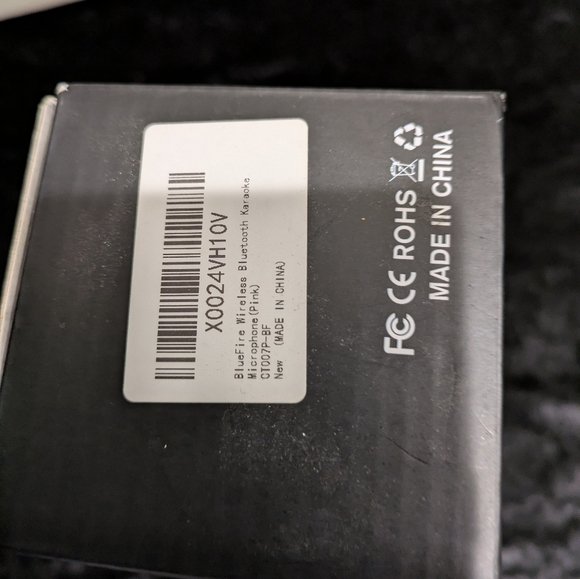 X0024VH10V
BlueFire Wireless Bluetooth Karaoke
Microphone(Pink)
CT007P-BF
New (MADE IN CHINA)
FC CE ROHS
MADE IN CHINA